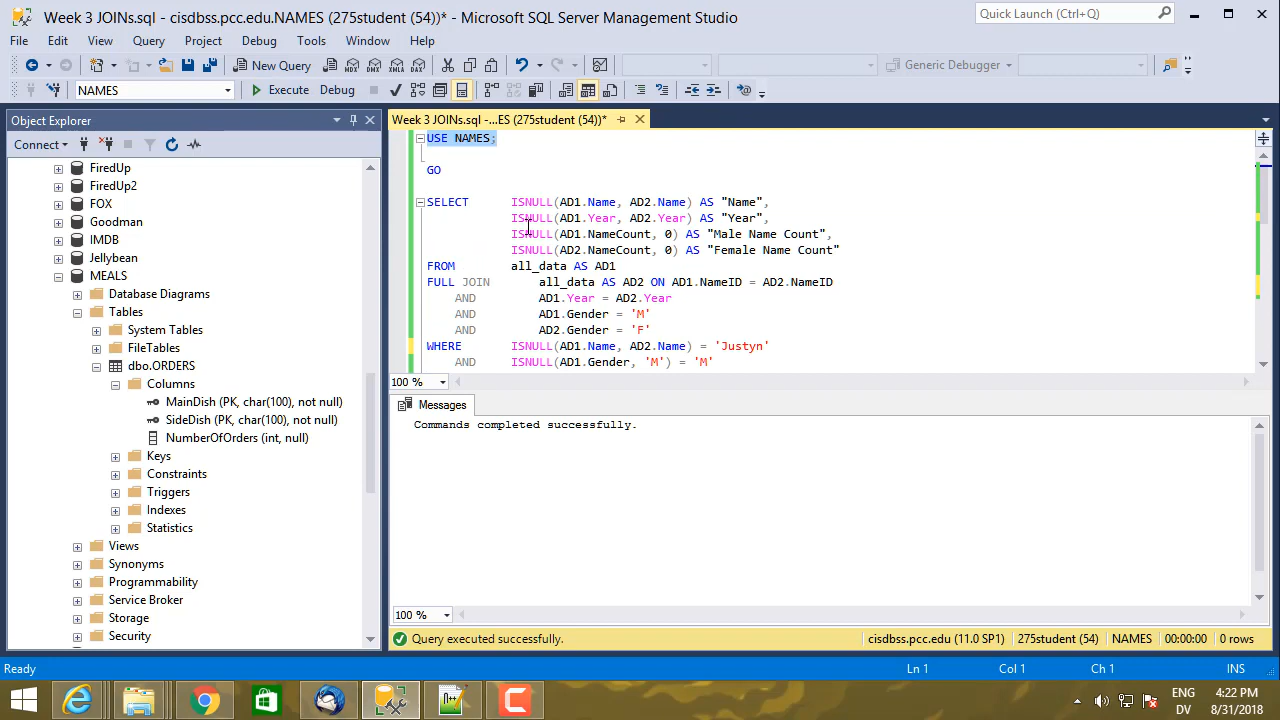 Week 3 JOINs.sql - cisdbss.pcc.edu.NAMES (275student (54))* - Microsoft SQL Server Management Studio
Quick Launch (Ctrl+Q)
File Edit View Query Project Debug Tools Window Help
New Query
Generic Debugger
NAMES
Execute Debug
Object Explorer
Week 3 JOINs.sql -...ES (275student (54))*
Connect
FiredUp
FiredUp2
FOX
Goodman
IMDB
Jellybean
MEALS
Database Diagrams
Tables
System Tables
FileTables
dbo.ORDERS
Columns
MainDish (PK, char(100), not null)
SideDish (PK, char(100), not null)
NumberOfOrders (int, null)
Keys
Constraints
Triggers
Indexes
Statistics
Views
Synonyms
Programmability
Service Broker
Storage
Security
USE NAMES;
GO
SELECT ISNULL(AD1.Name, AD2.Name) AS "Name",
ISNULL(AD1.Year, AD2.Year) AS "Year",
ISNULL(AD1.NameCount, 0) AS "Male Name Count",
ISNULL(AD2.NameCount, 0) AS "Female Name Count"
FROM all_data AS AD1
FULL JOIN all_data AS AD2 ON AD1.NameID = AD2.NameID
AND AD1.Year = AD2.Year
AND AD1.Gender = 'M'
AND AD2.Gender = 'F'
WHERE ISNULL(AD1.Name, AD2.Name) = 'Justyn'
AND ISNULL(AD1.Gender, 'M') = 'M'
100 %
Messages
Commands completed successfully.
100 %
Query executed successfully.
cisdbss.pcc.edu (11.0 SP1) 275student (54) NAMES 00:00:00 0 rows
Ready
Ln 1 Col 1 Ch 1 INS
ENG
DV
4:22 PM
8/31/2018